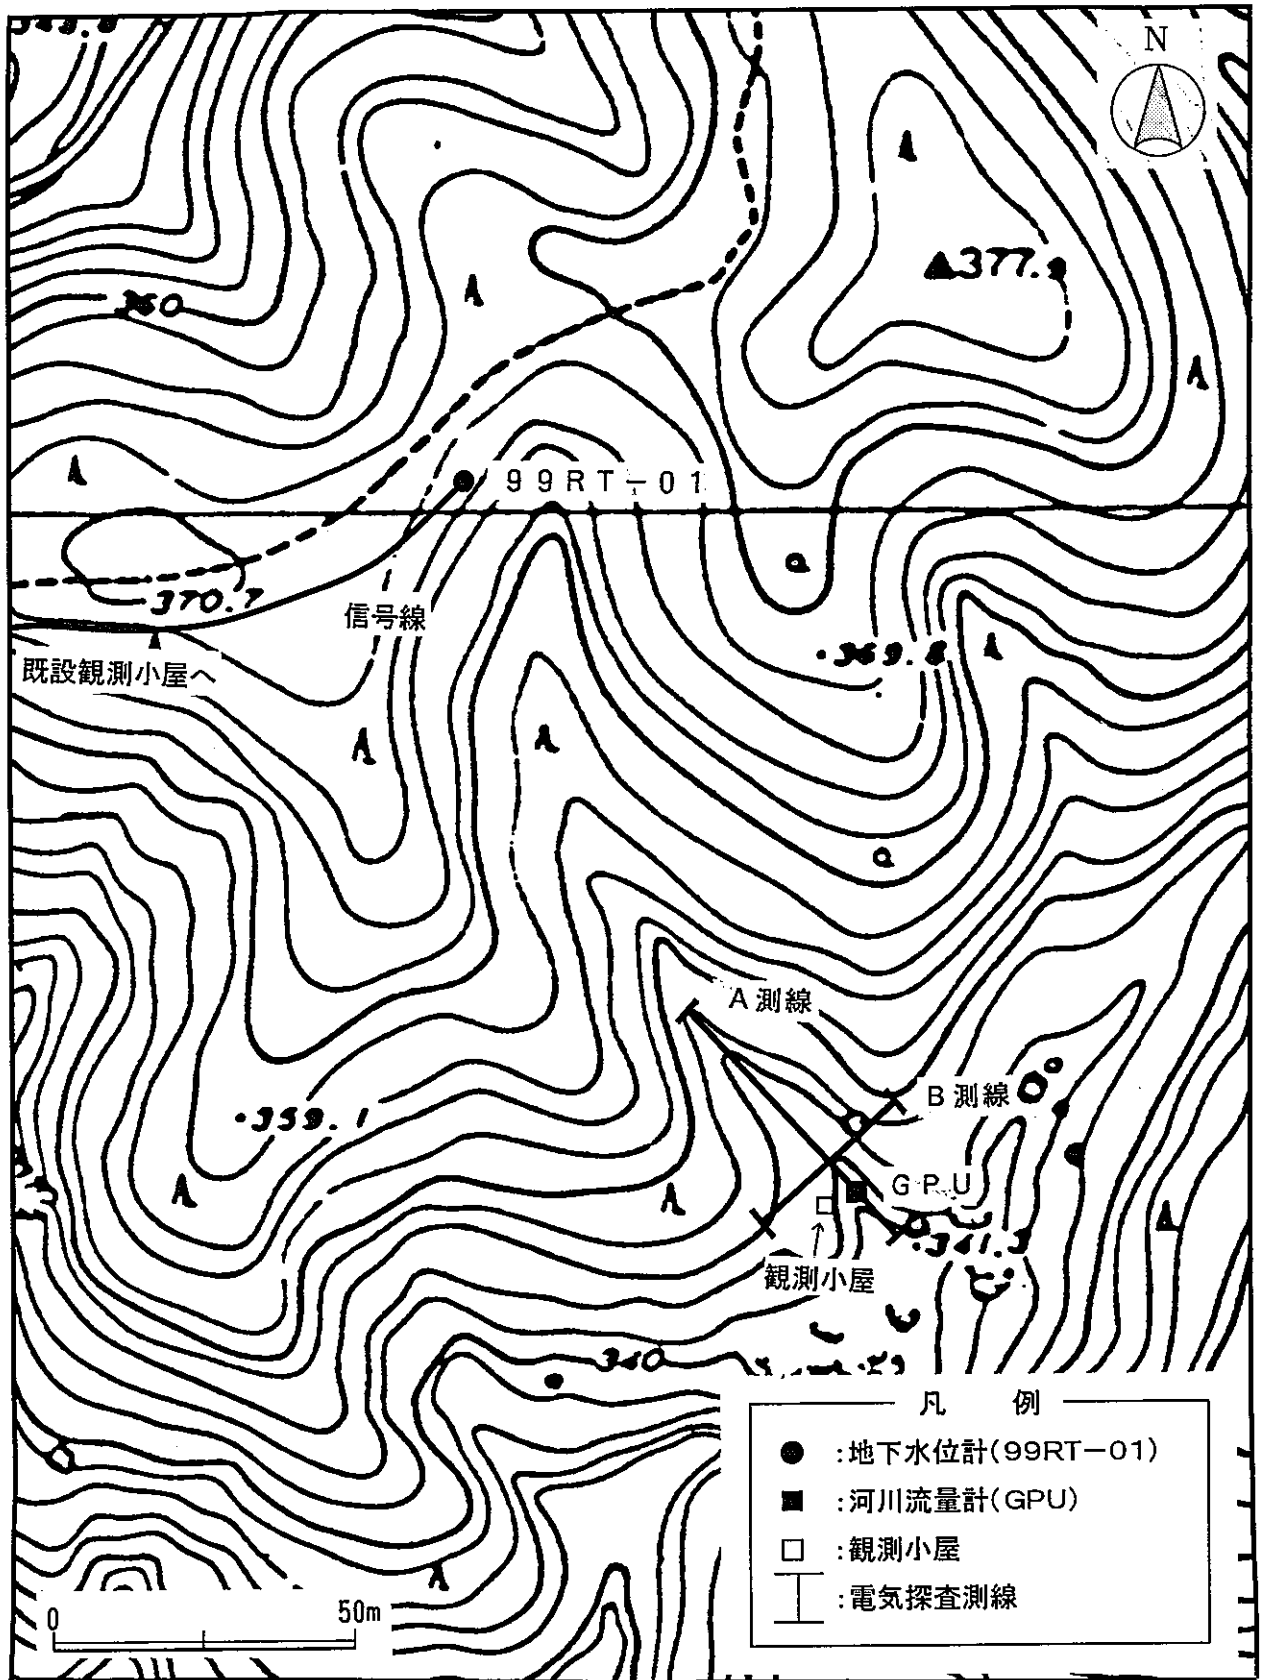 N
377.9
360
99RT-01
370.7
信号線
369.8
既設観測小屋へ
A測線
B測線
359.1
GPU
341.3
観測小屋
340
凡 例
● :地下水位計(99RT-01)
■ :河川流量計(GPU)
□ :観測小屋
:電気探査測線
0 50m